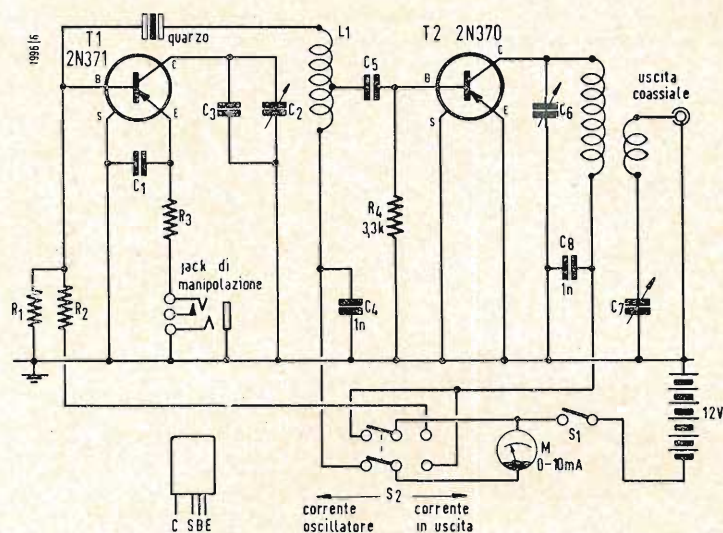 1996/6
T1
2N371
quarzo
L1
T2 2N370
uscita
coassiale
C
B
S
E
C3
C2
C5
B
C
S
E
C6
C1
R3
R4
3,3k
C8
1n
C7
jack di
manipolazione
R1
R2
C4
1n
12V
S1
M
0-10mA
S2
corrente
oscillatore
corrente
in uscita
C SBE